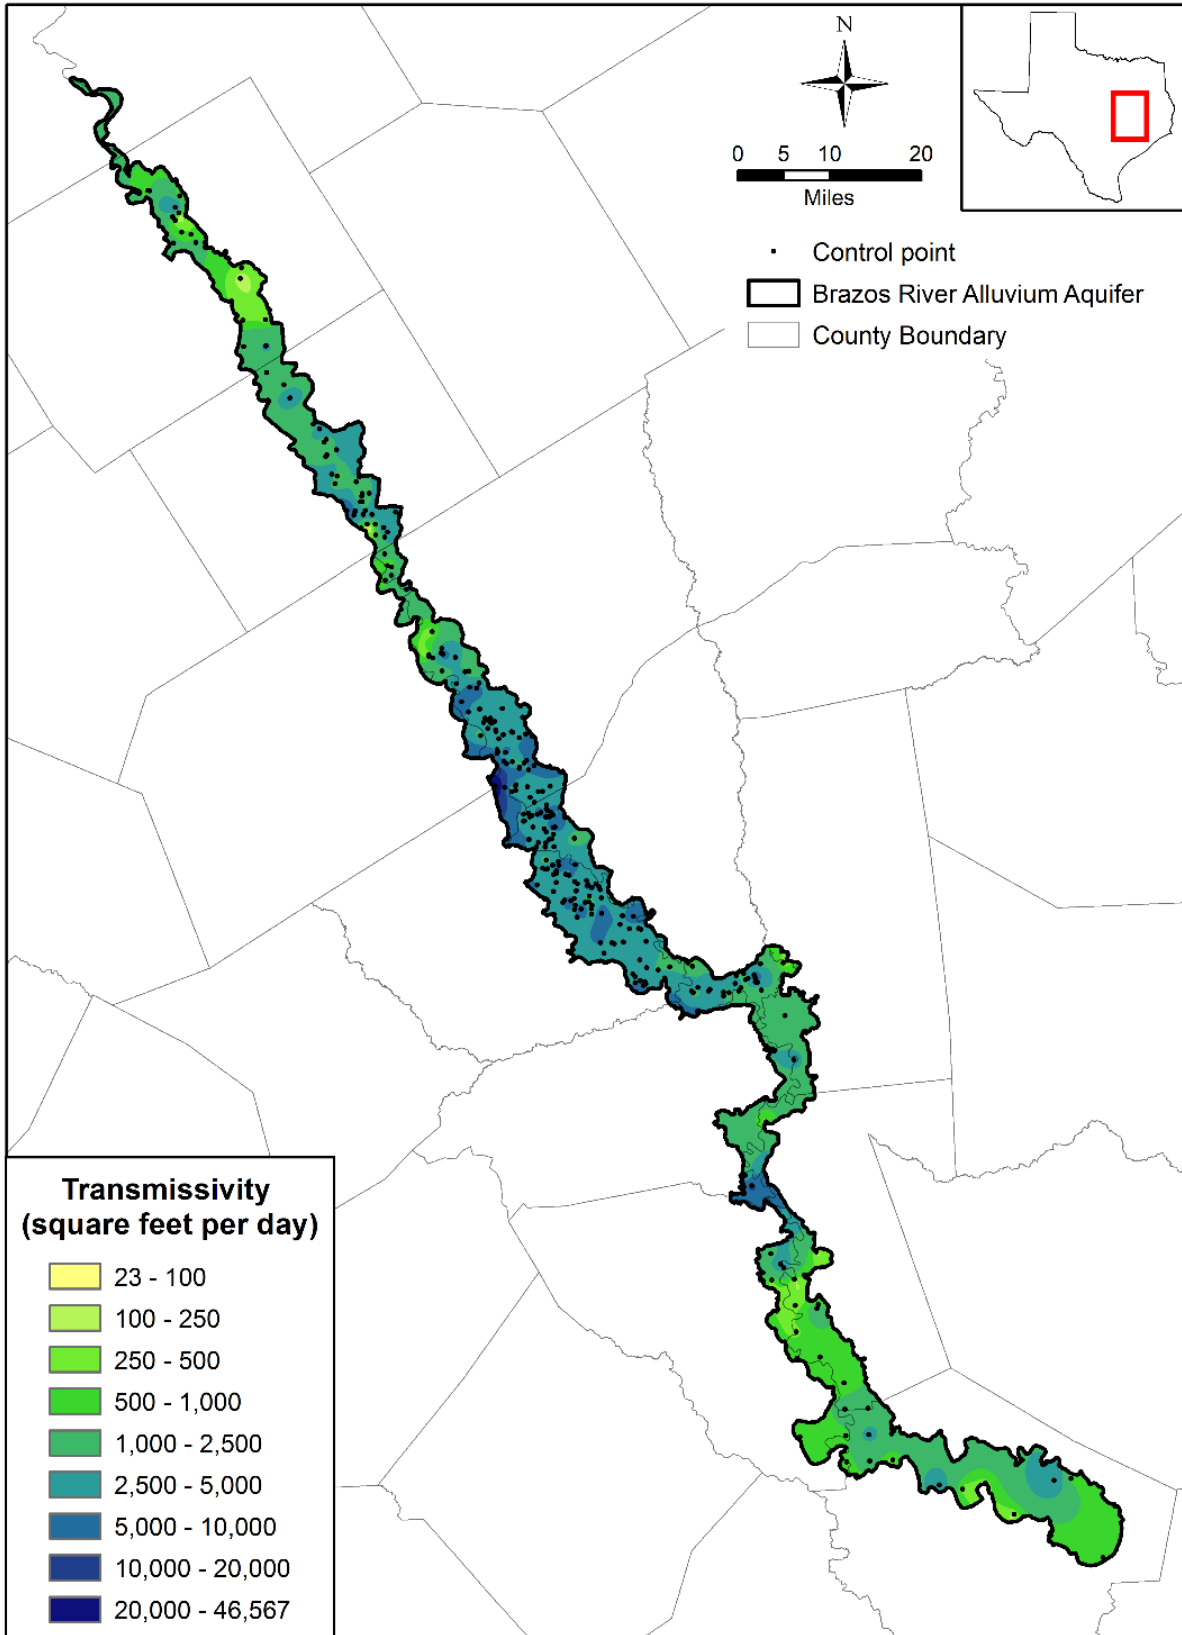 N
0 5 10 20
Miles
Control point
Brazos River Alluvium Aquifer
County Boundary
Transmissivity
(square feet per day)
23 - 100
100 - 250
250 - 500
500 - 1,000
1,000 - 2,500
2,500 - 5,000
5,000 - 10,000
10,000 - 20,000
20,000 - 46,567